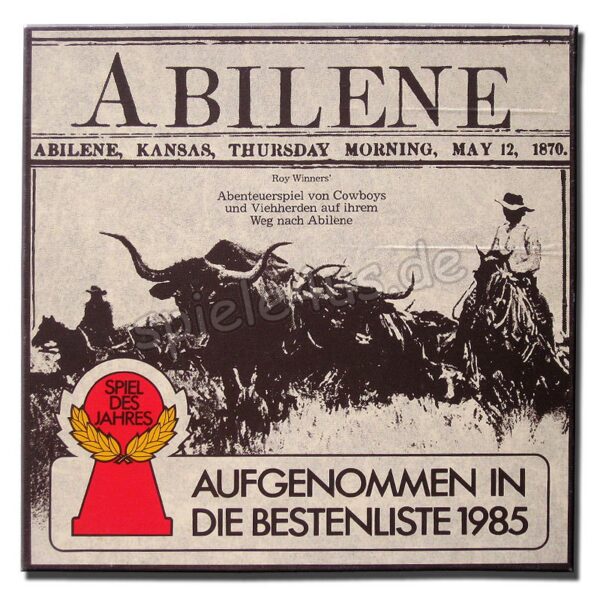 ABILENE
ABILENE, KANSAS, THURSDAY MORNING, MAY 12, 1870.
Roy Winners'
Abenteuerspiel von Cowboys
und Viehherden auf ihrem
Weg nach Abilene
spielenus.de
SPIEL
DES
JAHRES
AUFGENOMMEN IN
DIE BESTENLISTE 1985